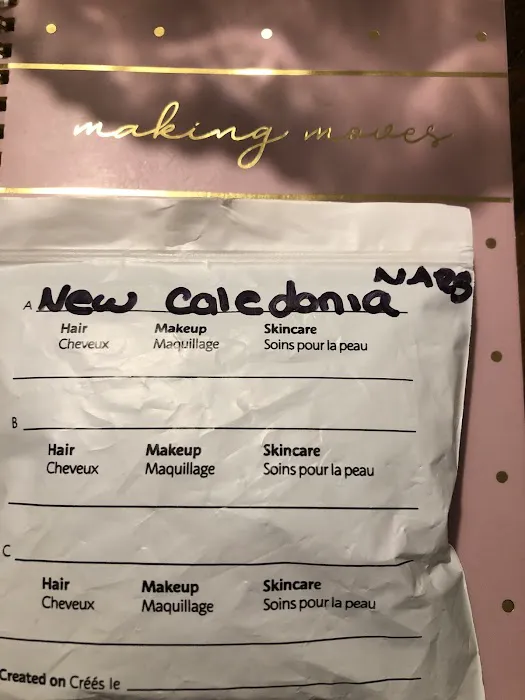 making moves
NARS
A New Caledonia
Hair Makeup Skincare
Cheveux Maquillage Soins pour la peau
B
Hair Makeup Skincare
Cheveux Maquillage Soins pour la peau
C
Hair Makeup Skincare
Cheveux Maquillage Soins pour la peau
Created on Créés le